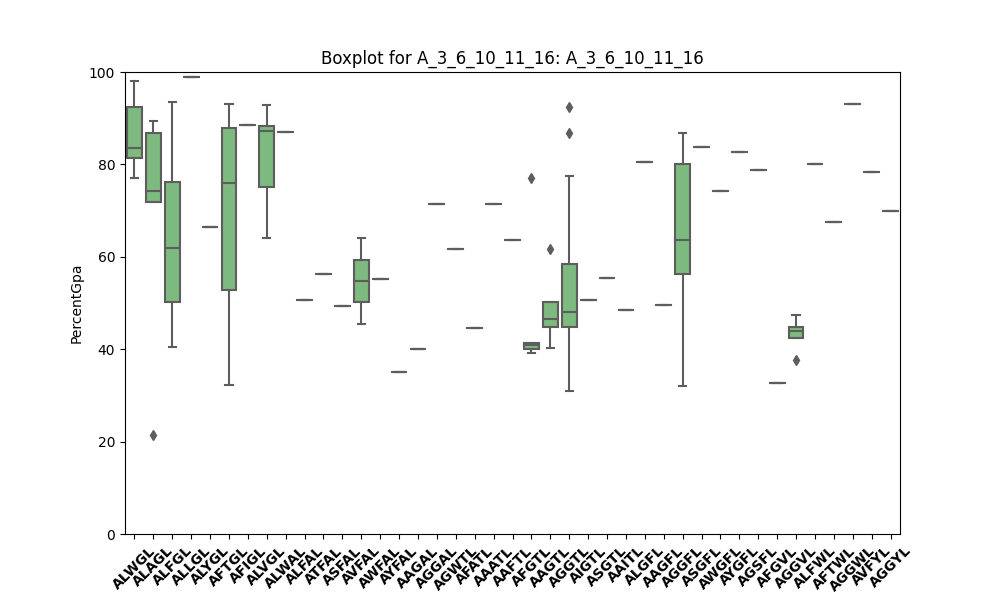 Boxplot for A_3_6_10_11_16: A_3_6_10_11_16
PercentGpa
100
80
60
40
20
0
ALWGL
ALAGL
ALFGL
ALLGL
ALYGL
AFTGL
AFIGL
ALVGL
ALWAL
ALFAL
ATFAL
ASFAL
AVFAL
AWFAL
AYFAL
AAGAL
AGGAL
AGWTL
AFATL
AAATL
AAFTL
AFGTL
AAGTL
AGGTL
AIGTL
ASGTL
AAITL
ALGFL
AAGFL
AGGFL
ASGFL
AWGFL
AYGFL
AGSFL
AFGVL
AGGVL
ALFWL
AFTWL
AGGWL
AVFYL
AGGYL